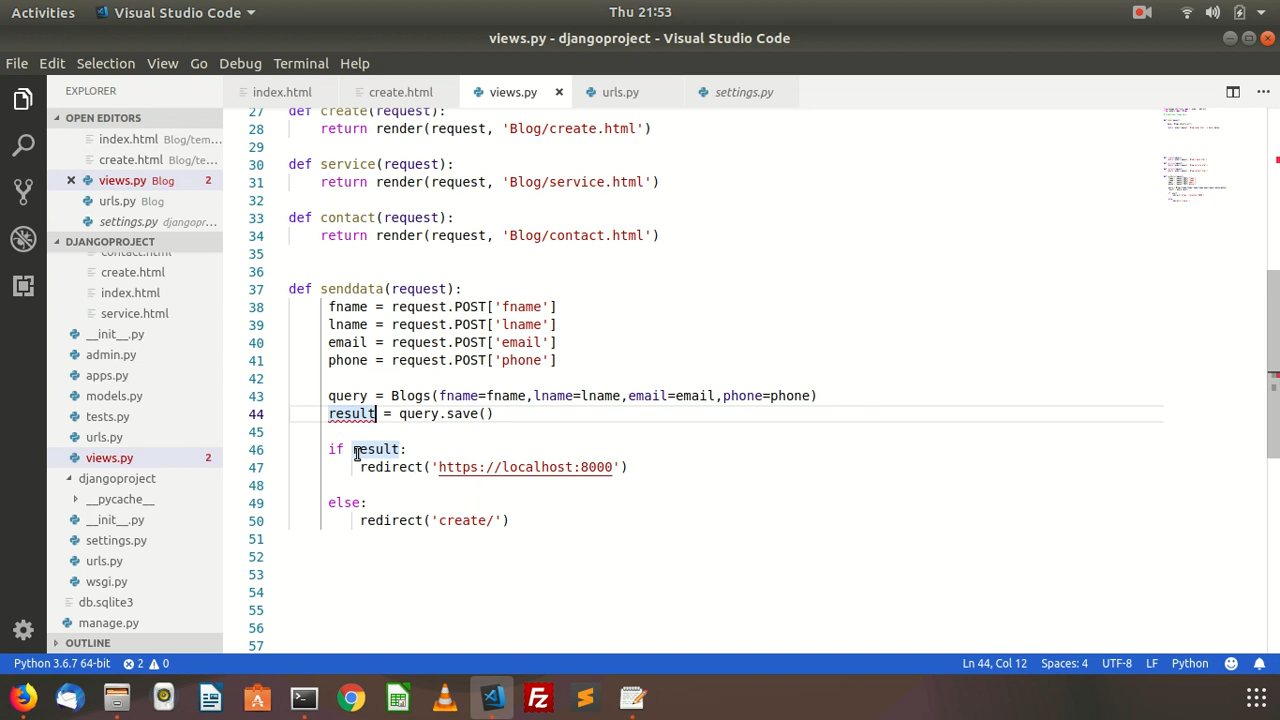 Activities Visual Studio Code Thu 21:53
views.py - djangoproject - Visual Studio Code
File Edit Selection View Go Debug Terminal Help
EXPLORER
index.html create.html views.py urls.py settings.py
OPEN EDITORS
index.html Blog/tem...
create.html Blog/te...
views.py Blog 2
urls.py Blog
settings.py djangopr...
DJANGOPROJECT
contact.html
create.html
index.html
service.html
__init__.py
admin.py
apps.py
models.py
tests.py
urls.py
views.py 2
djangoproject
__pycache__
__init__.py
settings.py
urls.py
wsgi.py
db.sqlite3
manage.py
OUTLINE
27 def create(request):
28 return render(request, 'Blog/create.html')
29
30 def service(request):
31 return render(request, 'Blog/service.html')
32
33 def contact(request):
34 return render(request, 'Blog/contact.html')
35
36
37 def senddata(request):
38 fname = request.POST['fname']
39 lname = request.POST['lname']
40 email = request.POST['email']
41 phone = request.POST['phone']
42
43 query = Blogs(fname=fname,lname=lname,email=email,phone=phone)
44 result = query.save()
45
46 if result:
47 redirect('https://localhost:8000')
48
49 else:
50 redirect('create/')
51
52
53
54
55
56
57
Python 3.6.7 64-bit 2 0 Ln 44, Col 12 Spaces: 4 UTF-8 LF Python